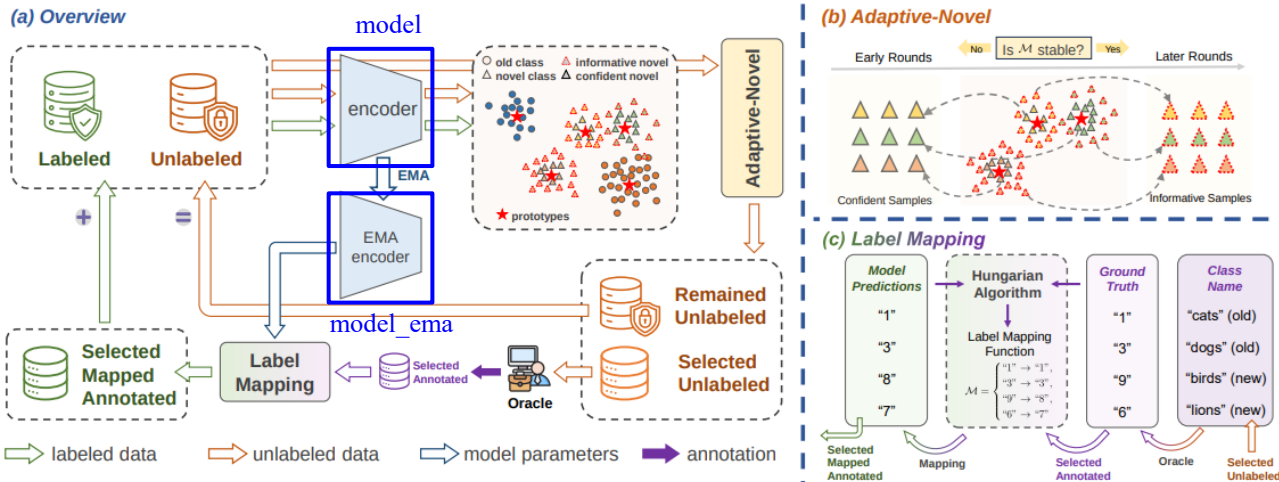 (a) Overview
model
Labeled
Unlabeled
encoder
EMA
old class
informative novel
novel class
confident novel
prototypes
Adaptive-Novel
EMA
encoder
model_ema
Remained
Unlabeled
Selected
Unlabeled
Selected
Mapped
Annotated
Label
Mapping
Selected
Annotated
Oracle
labeled data
unlabeled data
model parameters
annotation
(b) Adaptive-Novel
No
Is M stable?
Yes
Early Rounds
Later Rounds
Confident Samples
Informative Samples
(c) Label Mapping
Model
Predictions
"1"
"3"
"8"
"7"
Hungarian
Algorithm
Label Mapping
Function
M = { "1" → "1",
"3" → "3",
"9" → "8",
"6" → "7"
Ground
Truth
"1"
"3"
"9"
"6"
Class
Name
"cats" (old)
"dogs" (old)
"birds" (new)
"lions" (new)
Selected
Mapped
Annotated
Mapping
Selected
Annotated
Oracle
Selected
Unlabeled